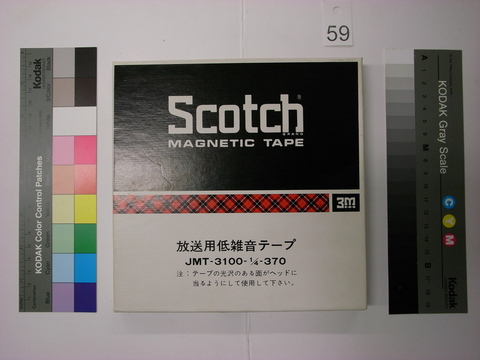 59
Scotch
BRAND
MAGNETIC TAPE
3M
放送用低雑音テープ
JMT-3100-¼-370
注:テープの光沢のある面がヘッドに
当るようにして使用して下さい。
Kodak
KODAK Color Control Patches
KODAK Gray Scale
C Y M
Kodak